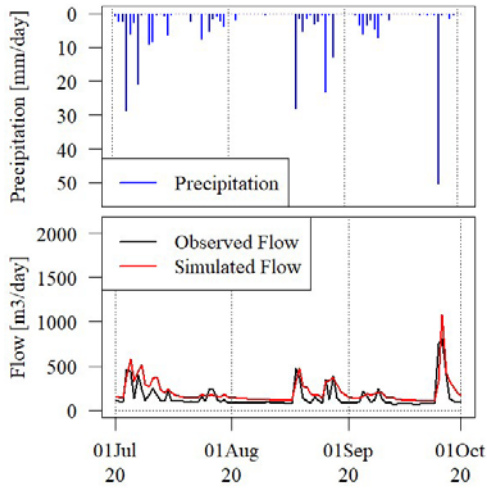 Precipitation [mm/day]
0
10
20
30
40
50
Precipitation
Flow [m3/day]
2000
1500
1000
500
0
Observed Flow
Simulated Flow
01Jul 01Aug 01Sep 01Oct
20 20 20 20